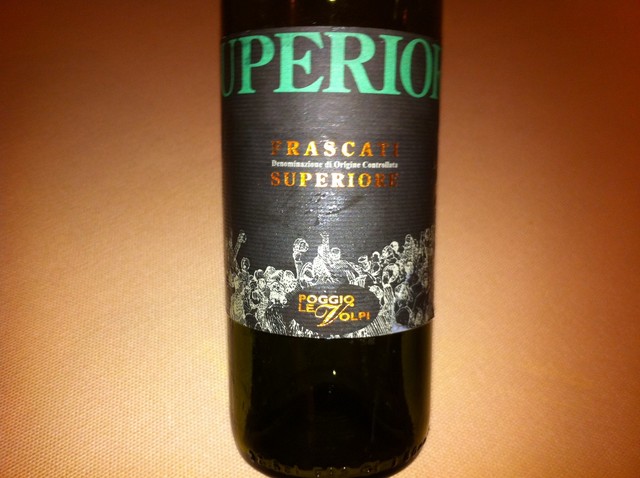 UPERIOR
FRASCATI
Denominazione di Origine Controllata
SUPERIORE
POGGIO
LE VOLPI